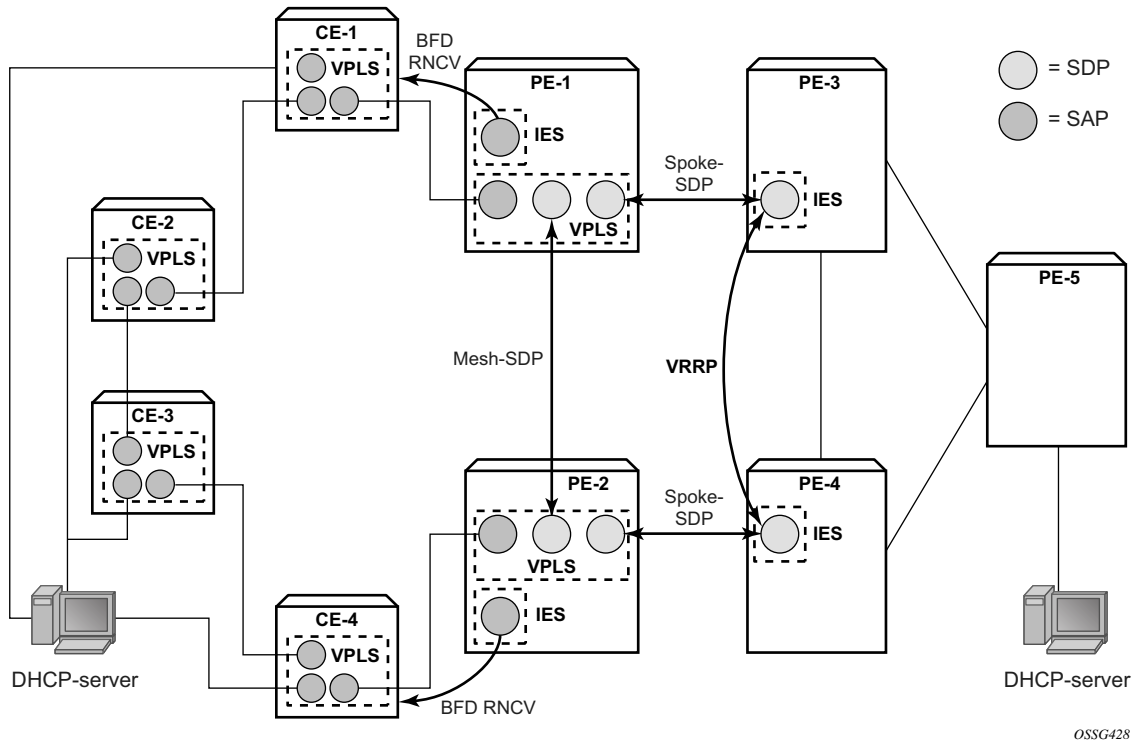 CE-1
VPLS
BFD
RNCV
PE-1
IES
VPLS
Spoke-
SDP
PE-3
IES
= SDP
= SAP
CE-2
VPLS
PE-5
Mesh-SDP
VRRP
CE-3
VPLS
PE-2
VPLS
IES
Spoke-
SDP
PE-4
IES
CE-4
VPLS
BFD RNCV
DHCP-server
DHCP-server
OSSG428